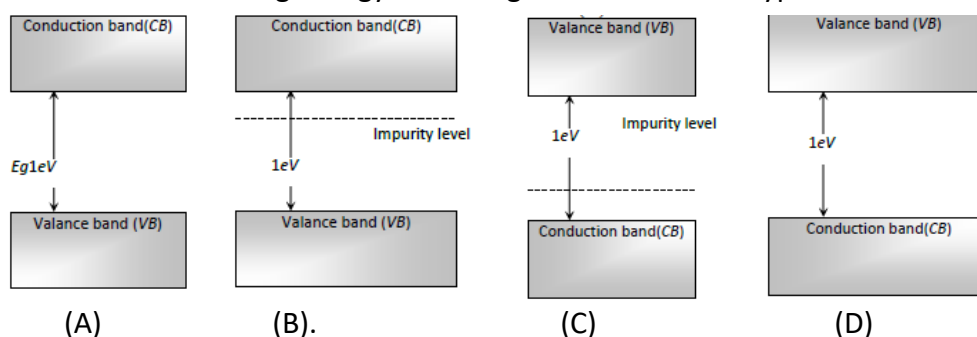 Conduction band(CB)
Conduction band(CB)
Valance band (VB)
Valance band (VB)
Impurity level
Impurity level
1eV
1eV
Eg1eV
1eV
Valance band (VB)
Valance band (VB)
Conduction band(CB)
Conduction band(CB)
(A)
(B).
(C)
(D)